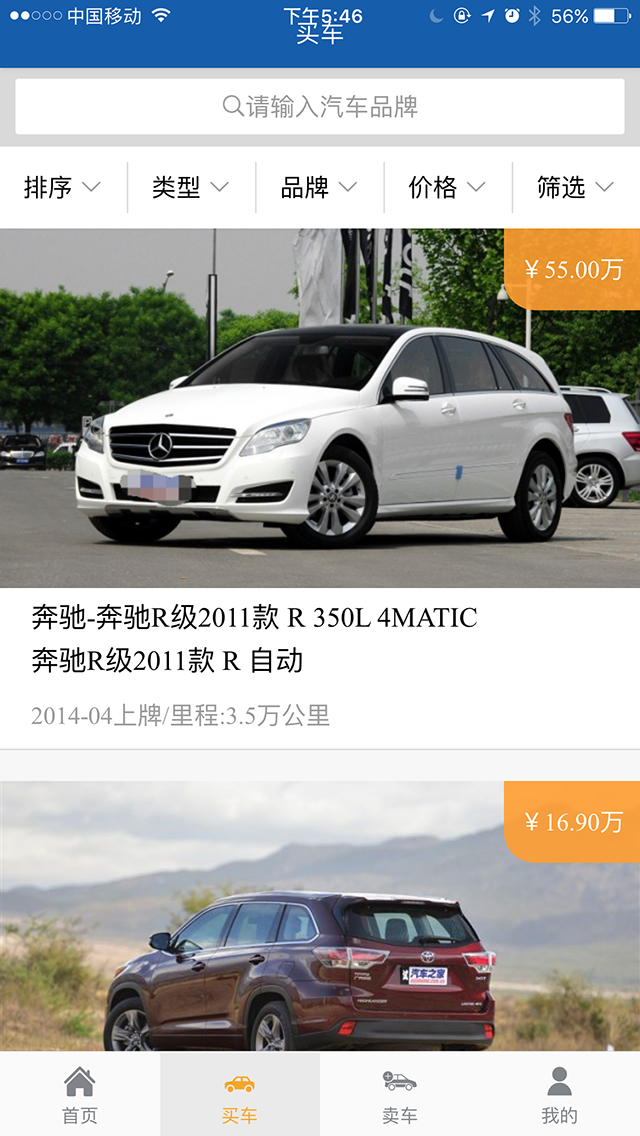 中国移动
下午5:46
56%
买车
请输入汽车品牌
排序
类型
品牌
价格
筛选
￥55.00万
奔驰-奔驰R级2011款 R 350L 4MATIC
奔驰R级2011款 R 自动
2014-04上牌/里程:3.5万公里
￥16.90万
汽车之家
HIGHLANDER
首页
买车
卖车
我的